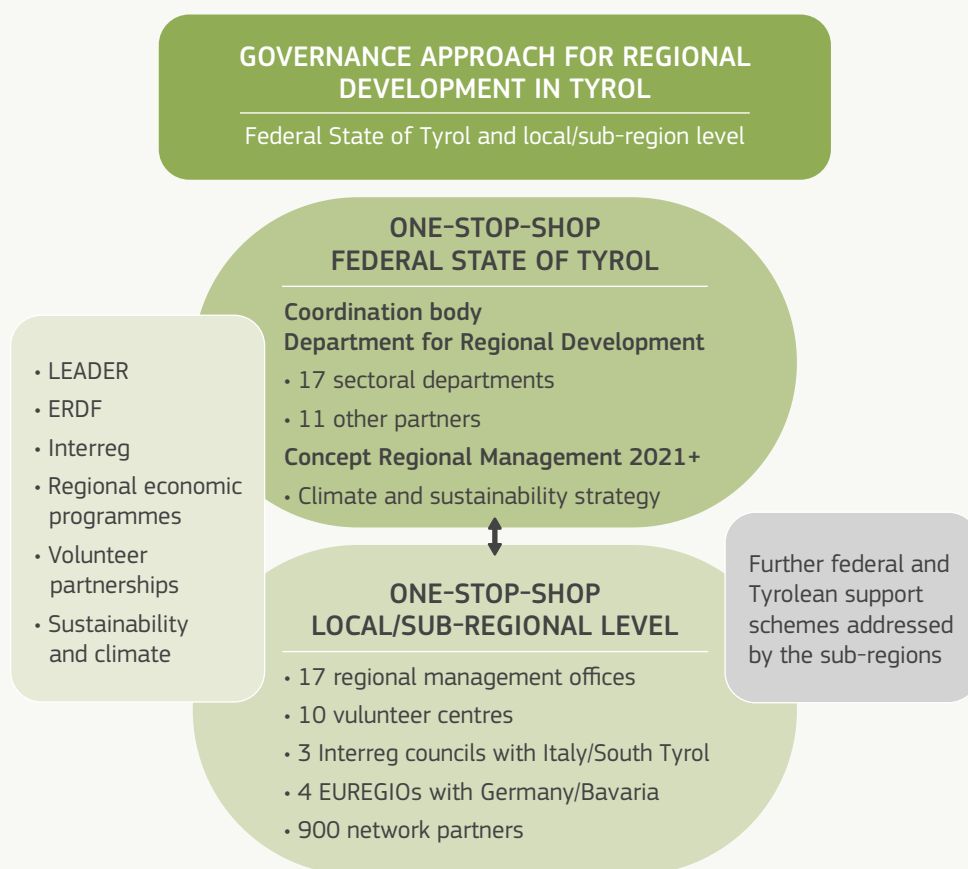 GOVERNANCE APPROACH FOR REGIONAL
DEVELOPMENT IN TYROL
Federal State of Tyrol and local/sub-region level
ONE-STOP-SHOP
FEDERAL STATE OF TYROL
Coordination body
Department for Regional Development
• 17 sectoral departments
• 11 other partners
Concept Regional Management 2021+
• Climate and sustainability strategy
• LEADER
• ERDF
• Interreg
• Regional economic
programmes
• Volunteer
partnerships
• Sustainability
and climate
ONE-STOP-SHOP
LOCAL/SUB-REGIONAL LEVEL
• 17 regional management offices
• 10 vulunteer centres
• 3 Interreg councils with Italy/South Tyrol
• 4 EUREGIOs with Germany/Bavaria
• 900 network partners
Further federal and
Tyrolean support
schemes addressed
by the sub-regions